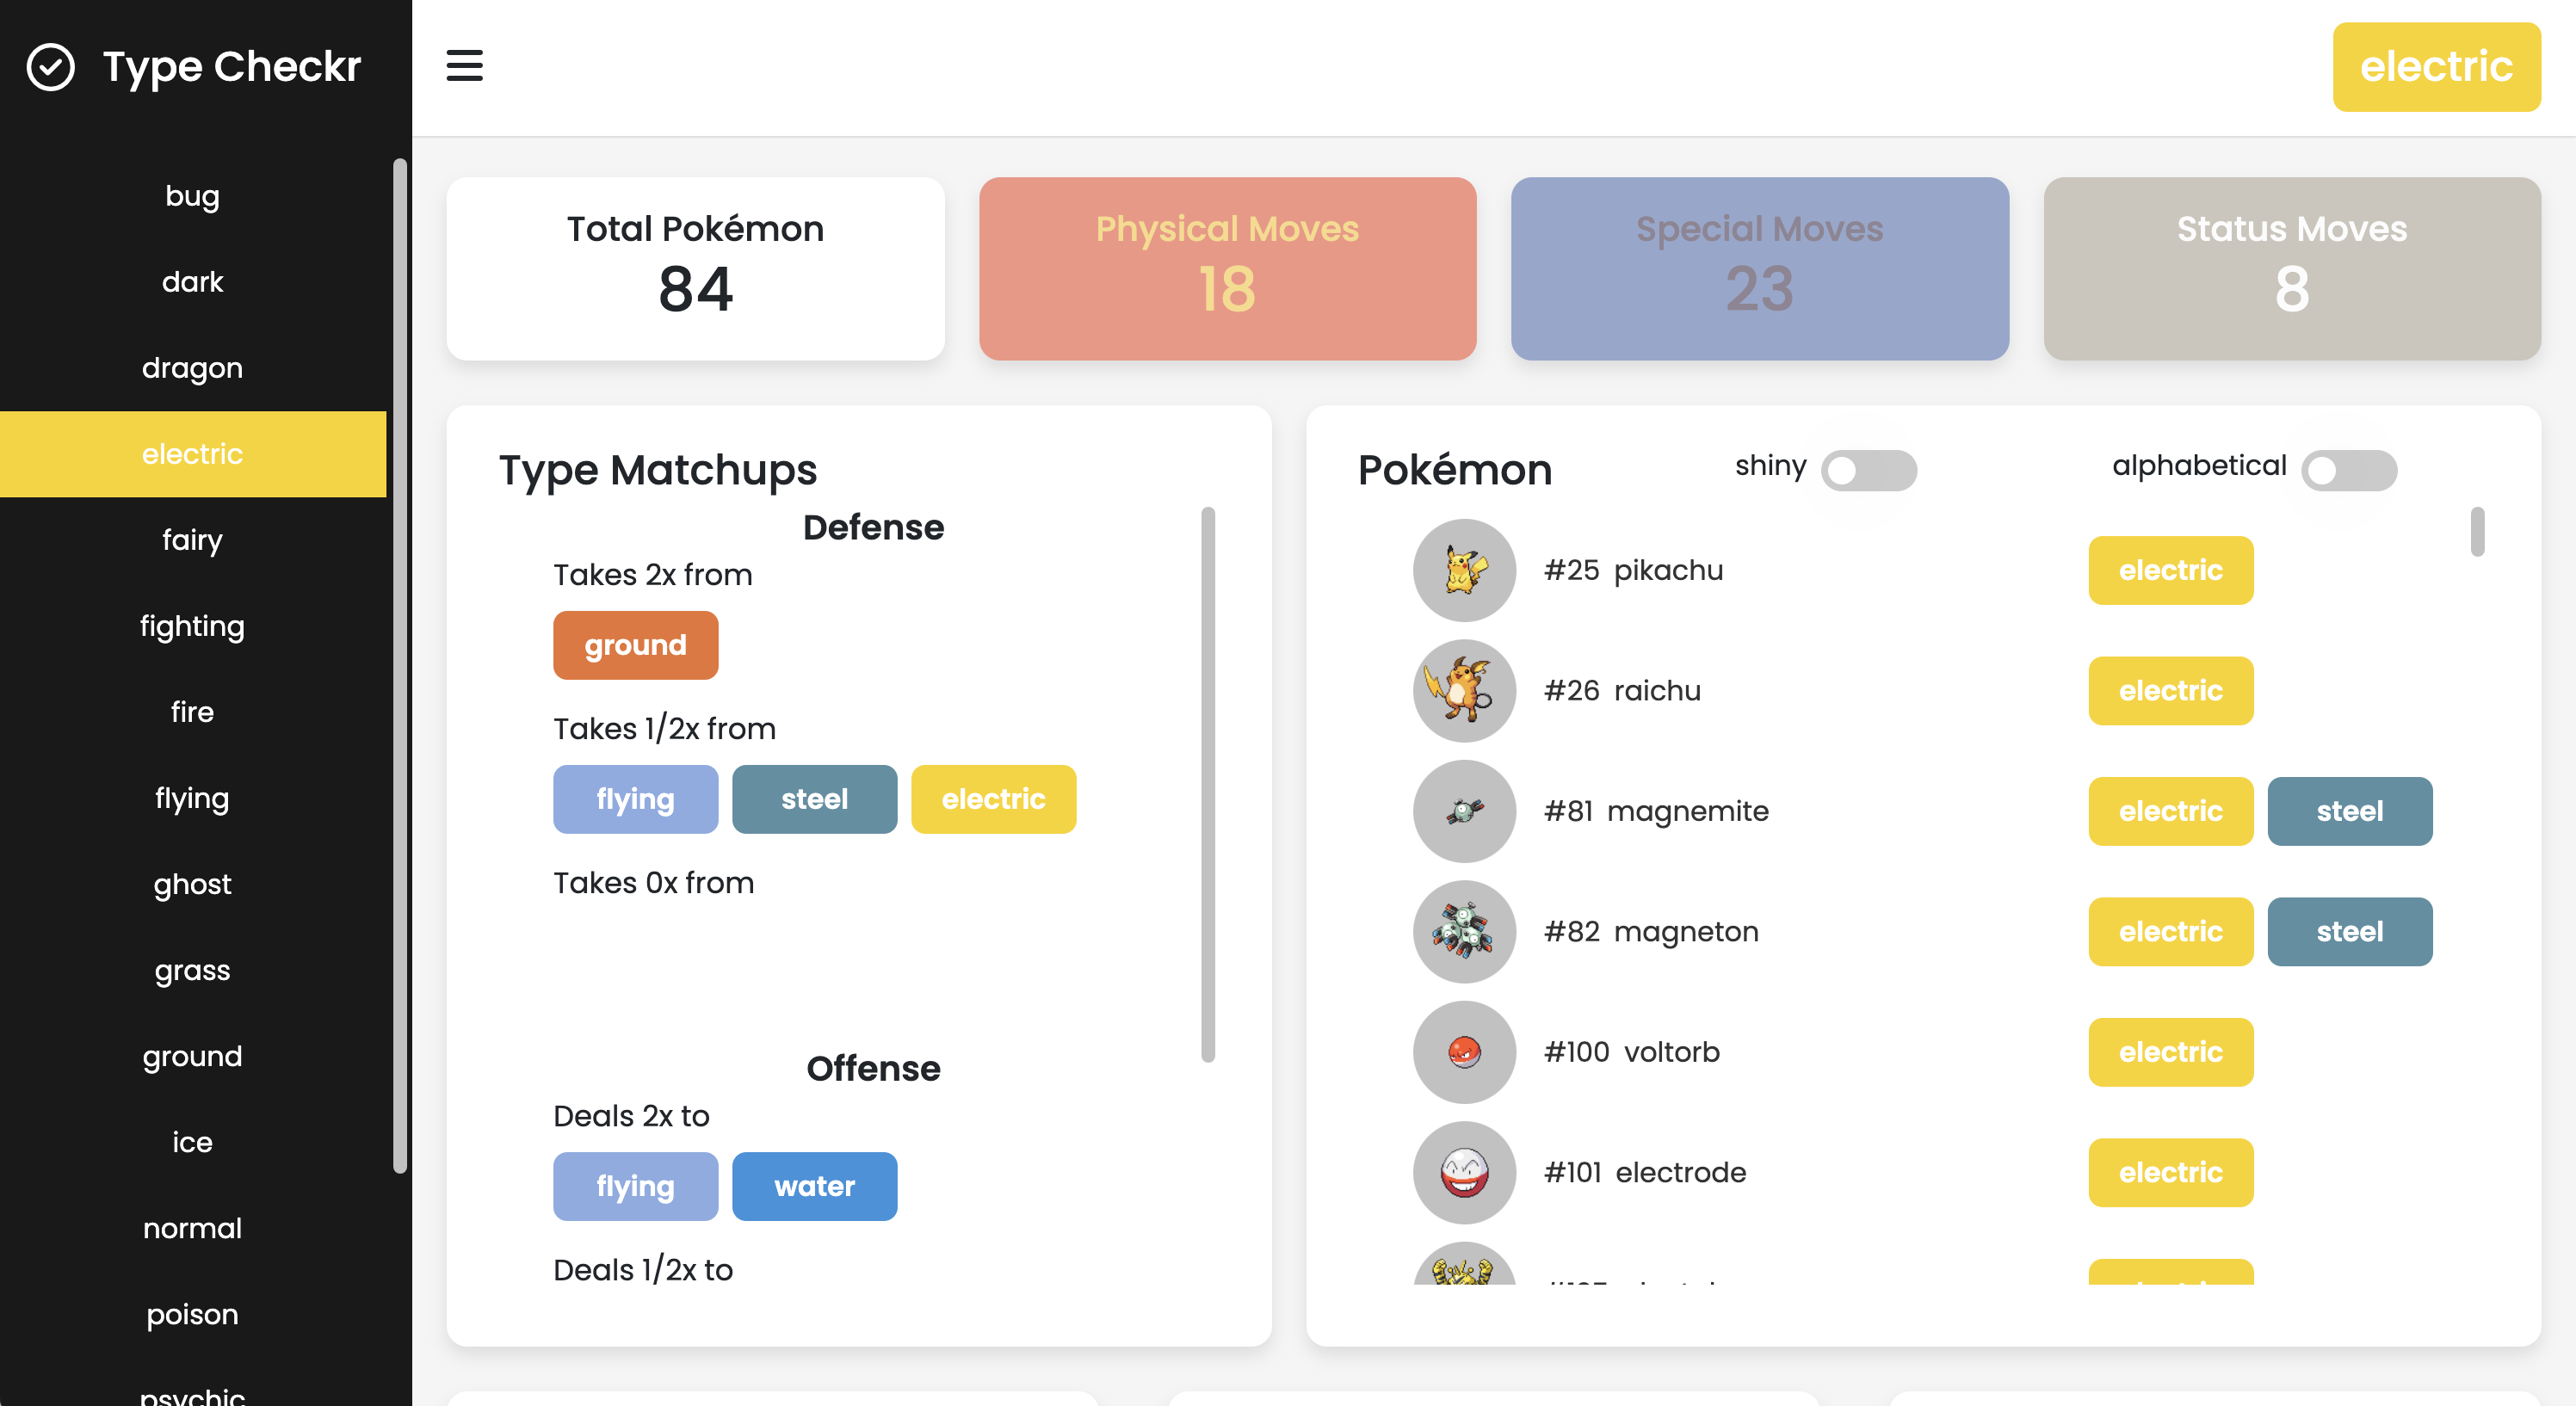 Type Checkr
bug
dark
dragon
electric
fairy
fighting
fire
flying
ghost
grass
ground
ice
normal
poison
psychic
electric
Total Pokémon
84
Physical Moves
18
Special Moves
23
Status Moves
8
Type Matchups
Defense
Takes 2x from
ground
Takes 1/2x from
flying steel electric
Takes 0x from
Offense
Deals 2x to
flying water
Deals 1/2x to
Pokémon shiny alphabetical
#25 pikachu electric
#26 raichu electric
#81 magnemite electric steel
#82 magneton electric steel
#100 voltorb electric
#101 electrode electric